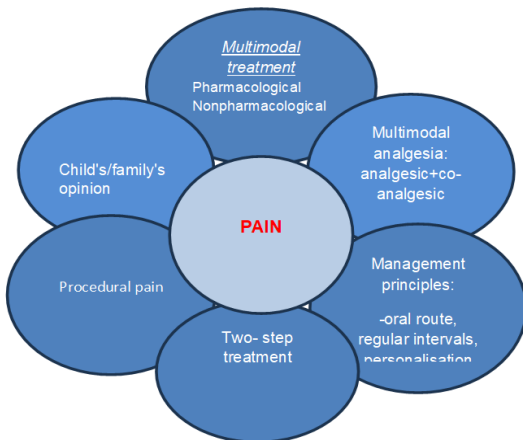 Multimodal
treatment
Pharmacological
Nonpharmacological
Multimodal
analgesia:
analgesic+co-
analgesic
Management
principles:
-oral route,
regular intervals,
personalisation
Two- step
treatment
Procedural pain
Child's/family's
opinion
PAIN